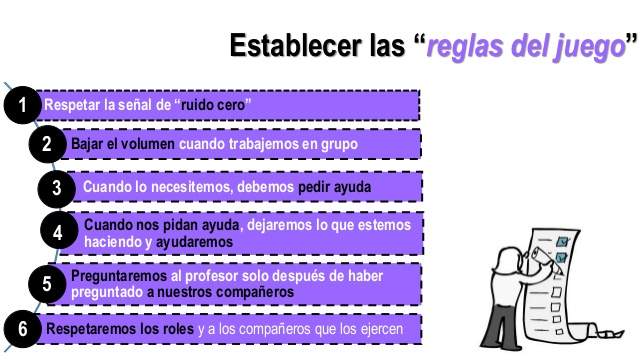 Establecer las “reglas del juego”
1 Respetar la señal de “ruido cero”
2 Bajar el volumen cuando trabajemos en grupo
3 Cuando lo necesitemos, debemos pedir ayuda
4 Cuando nos pidan ayuda, dejaremos lo que estemos
haciendo y ayudaremos
5 Preguntaremos al profesor solo después de haber
preguntado a nuestros compañeros
6 Respetaremos los roles y a los compañeros que los ejercen